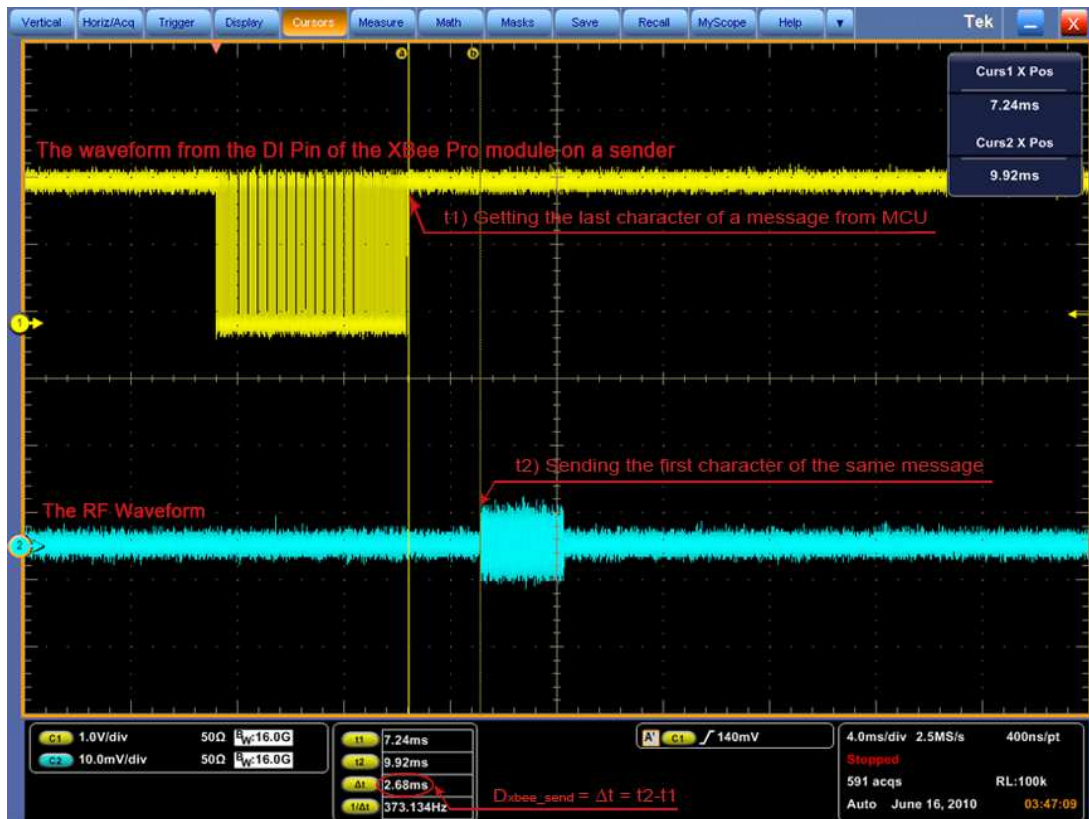 Vertical Horiz/Acq Trigger Display Cursors Measure Math Masks Save Recall MyScope Help Tek X
a b
Curs1 X Pos
7.24ms
Curs2 X Pos
9.92ms
The waveform from the DI Pin of the XBee Pro module on a sender
t1) Getting the last character of a message from MCU
1
t2) Sending the first character of the same message
The RF Waveform
2
C1 1.0V/div 50Ω BW:16.0G
C2 10.0mV/div 50Ω BW:16.0G
t1 7.24ms
t2 9.92ms
Δt 2.68ms
1/Δt 373.134Hz
Dxbee_send = Δt = t2-t1
A' C1 140mV
4.0ms/div 2.5MS/s 400ns/pt
Stopped
591 acqs RL:100k
Auto June 16, 2010 03:47:09